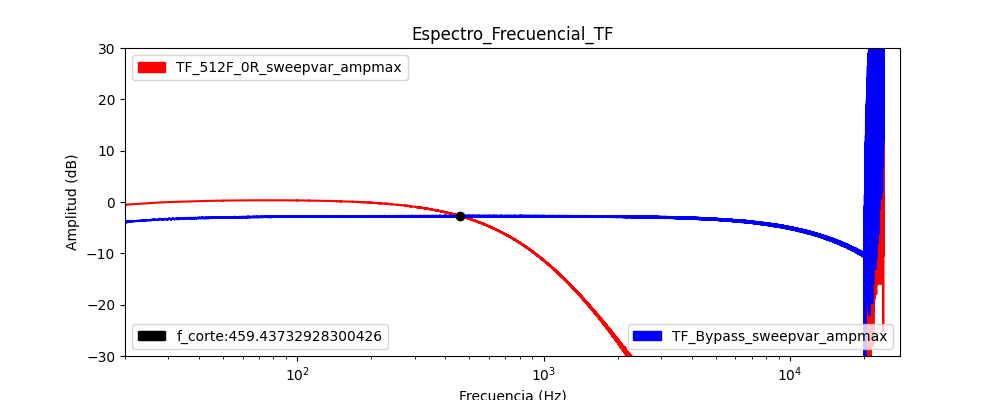 Espectro_Frecuencial_TF
TF_512F_0R_sweepvar_ampmax
30
20
10
0
−10
−20
−30
Amplitud (dB)
f_corte:459.43732928300426
TF_Bypass_sweepvar_ampmax
10²
10³
10⁴
Frecuencia (Hz)